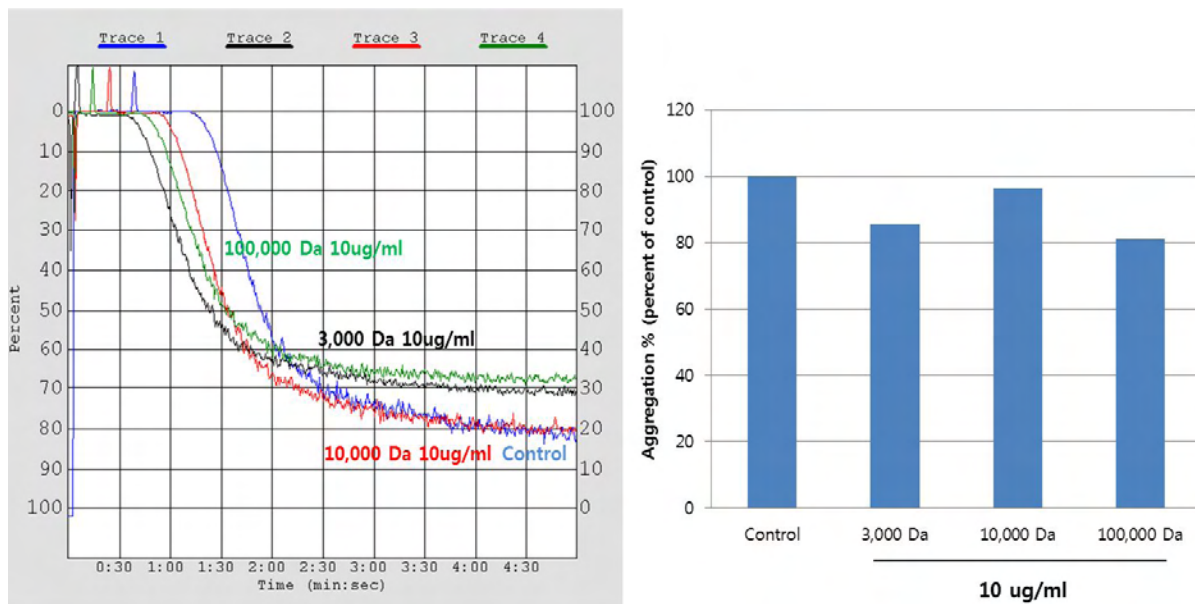 Trace 1 Trace 2 Trace 3 Trace 4
0 100
10 90
20 80
30 70
40 60
50 50
60 40
70 30
80 20
90 10
100 0
Percent
100,000 Da 10ug/ml
3,000 Da 10ug/ml
10,000 Da 10ug/ml Control
0:30 1:00 1:30 2:00 2:30 3:00 3:30 4:00 4:30
Time (min:sec)
Aggregation % (percent of control)
120
100
80
60
40
20
0
Control 3,000 Da 10,000 Da 100,000 Da
10 ug/ml